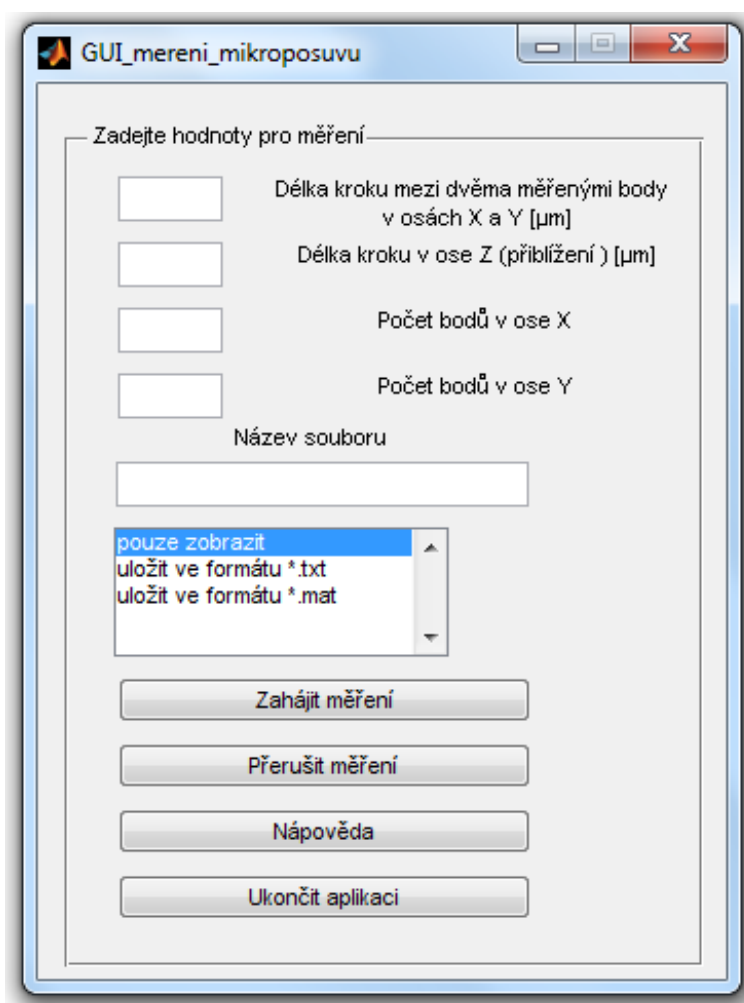 GUI_mereni_mikroposuvu
Zadejte hodnoty pro měření
Délka kroku mezi dvěma měřenými body
v osách X a Y [µm]
Délka kroku v ose Z (přiblížení ) [µm]
Počet bodů v ose X
Počet bodů v ose Y
Název souboru
pouze zobrazit
uložit ve formátu *.txt
uložit ve formátu *.mat
Zahájit měření
Přerušit měření
Nápověda
Ukončit aplikaci